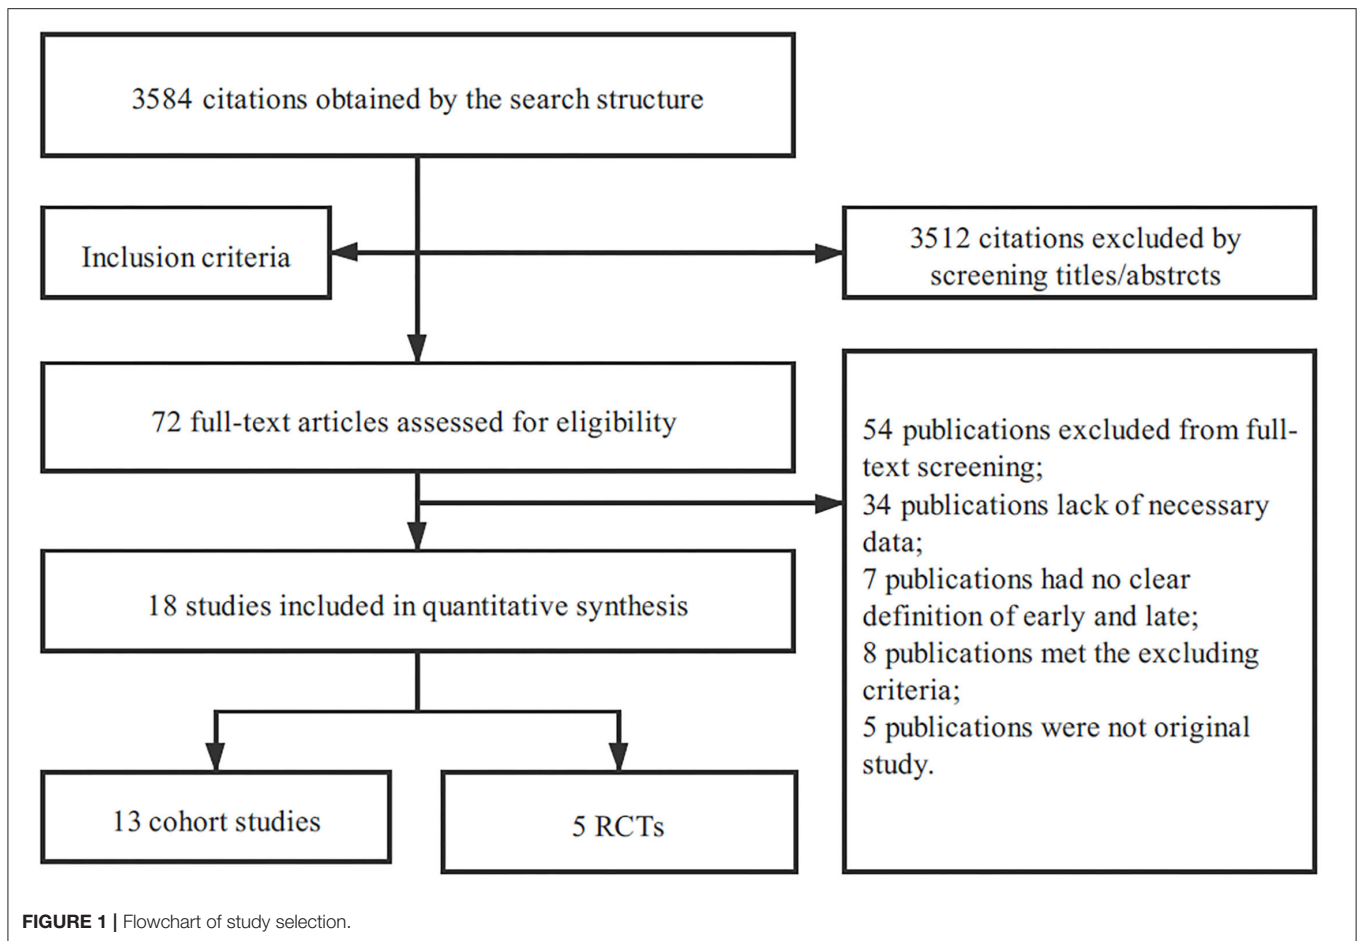 3584 citations obtained by the search structure
Inclusion criteria
3512 citations excluded by
screening titles/abstrcts
72 full-text articles assessed for eligibility
54 publications excluded from full-
text screening;
34 publications lack of necessary
data;
7 publications had no clear
definition of early and late;
8 publications met the excluding
criteria;
5 publications were not original
study.
18 studies included in quantitative synthesis
13 cohort studies
5 RCTs
FIGURE 1 | Flowchart of study selection.